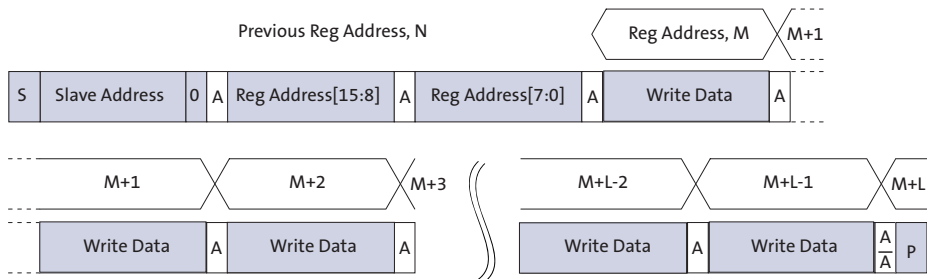 Previous Reg Address, N Reg Address, M M+1
S Slave Address 0 A Reg Address[15:8] A Reg Address[7:0] A Write Data A
M+1 M+2 M+3 M+L-2 M+L-1 M+L
Write Data A Write Data A Write Data A Write Data A/A̅ P